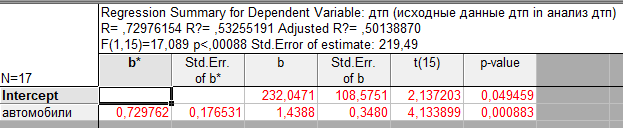 Regression Summary for Dependent Variable: дтп (исходные данные дтп in анализ дтп)
R= ,72976154 R?= ,53255191 Adjusted R?= ,50138870
F(1,15)=17,089 p<,00088 Std.Error of estimate: 219,49
N=17 b* Std.Err. of b* b Std.Err. of b t(15) p-value
Intercept 232,0471 108,5751 2,137203 0,049459
автомобили 0,729762 0,176531 1,4388 0,3480 4,133899 0,000883